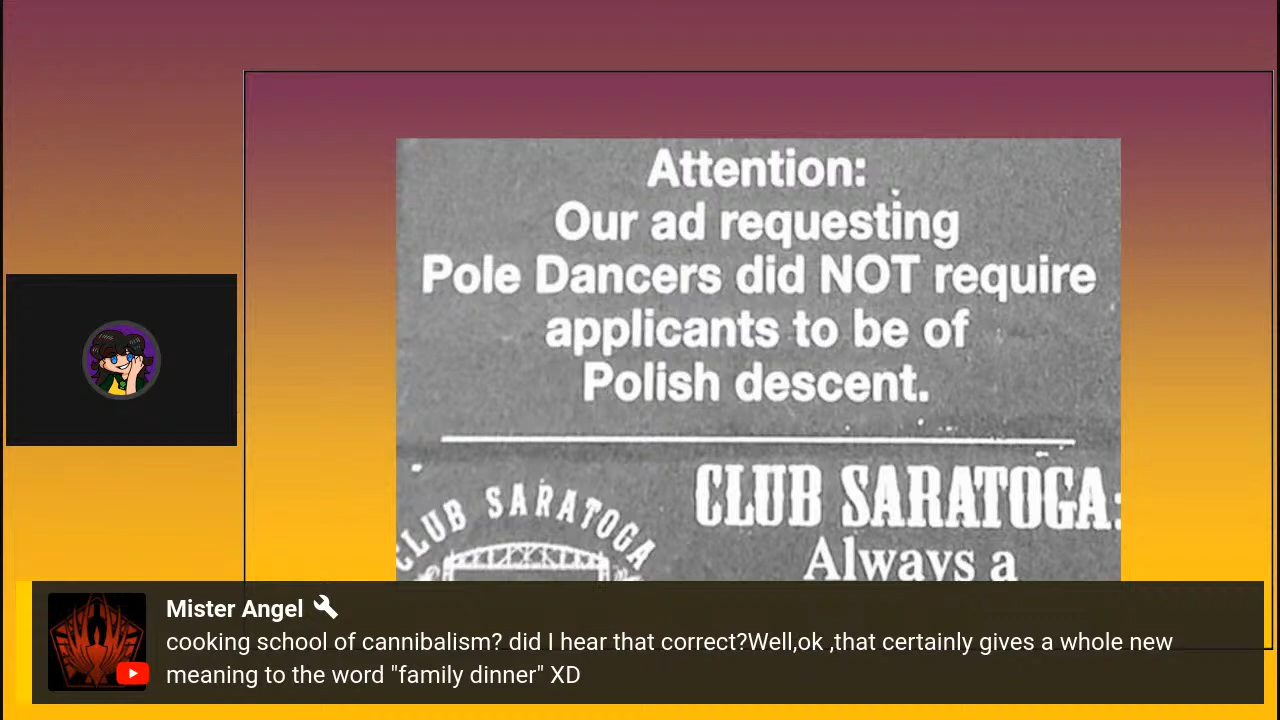 Attention:
Our ad requesting
Pole Dancers did NOT require
applicants to be of
Polish descent.
CLUB SARATOGA
CLUB SARATOGA:
Always a
Mister Angel
cooking school of cannibalism? did I hear that correct?Well,ok ,that certainly gives a whole new
meaning to the word "family dinner" XD